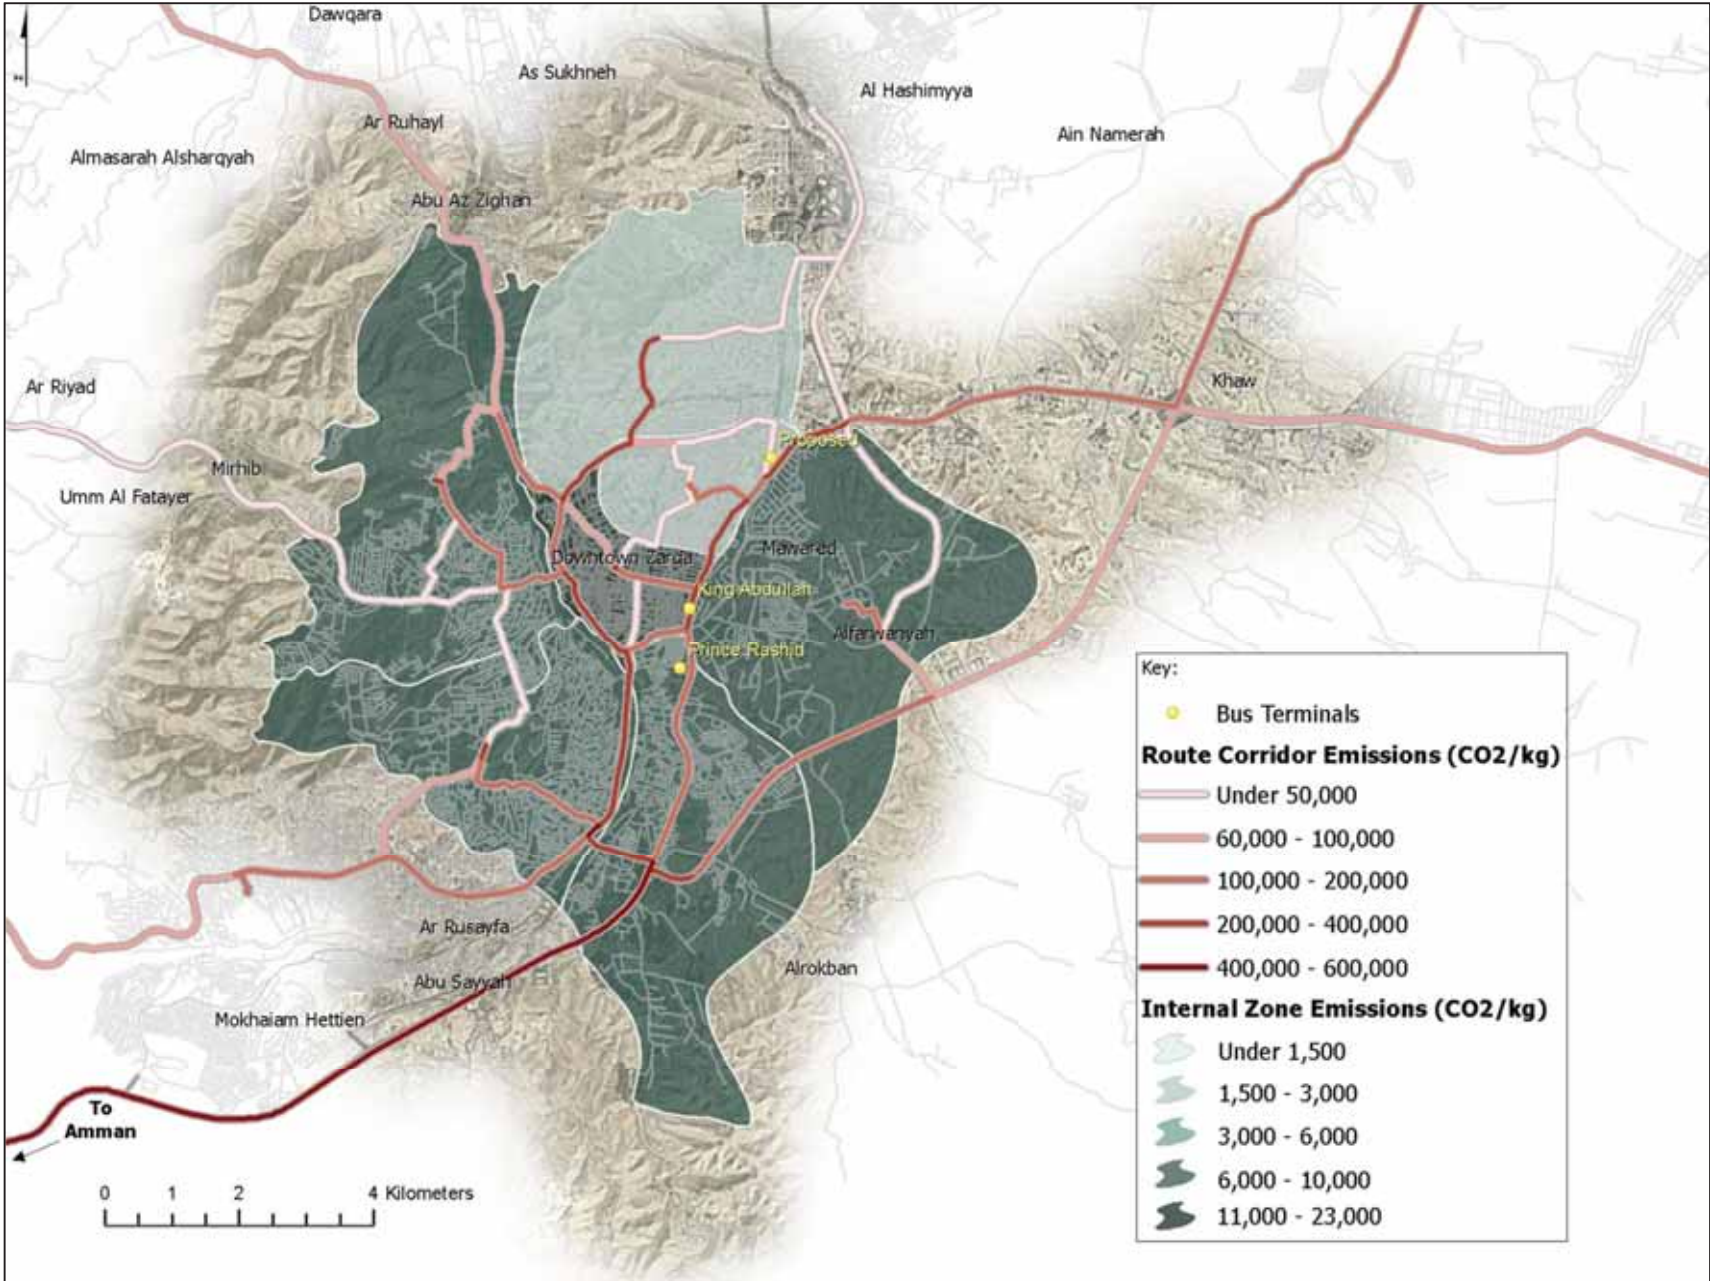 Dawqara
As Sukhneh
Al Hashimyya
Ar Ruhayl
Ain Namerah
Almasarah Alsharqyah
Abu Az Zighan
Ar Riyad
Khaw
Proposed
Mirhib
Umm Al Fatayer
Mawared
Downtown Zarqa
King Abdullah
Alfarwanyah
Prince Rashid
Ar Rusayfa
Alrokban
Abu Sayyah
Mokhaiam Hettien
To
Amman
0 1 2 4 Kilometers
Key:
Bus Terminals
Route Corridor Emissions (CO2/kg)
Under 50,000
60,000 - 100,000
100,000 - 200,000
200,000 - 400,000
400,000 - 600,000
Internal Zone Emissions (CO2/kg)
Under 1,500
1,500 - 3,000
3,000 - 6,000
6,000 - 10,000
11,000 - 23,000